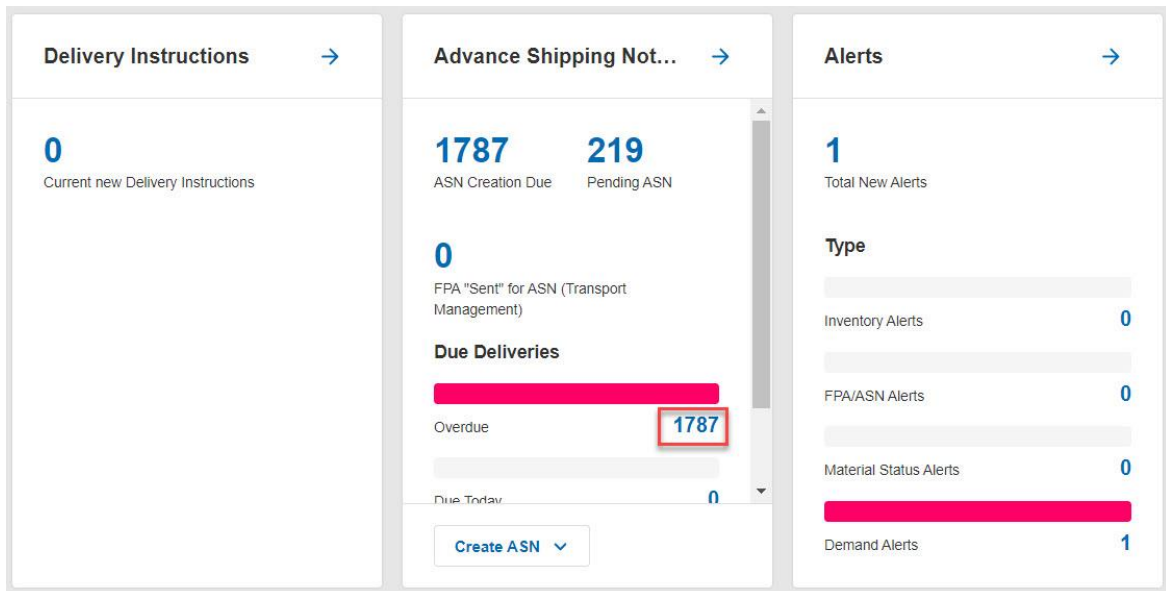 Delivery Instructions
0
Current new Delivery Instructions
Advance Shipping Not...
1787
ASN Creation Due
219
Pending ASN
0
FPA "Sent" for ASN (Transport
Management)
Due Deliveries
Overdue 1787
Due Today 0
Create ASN
Alerts
1
Total New Alerts
Type
Inventory Alerts 0
FPA/ASN Alerts 0
Material Status Alerts 0
Demand Alerts 1